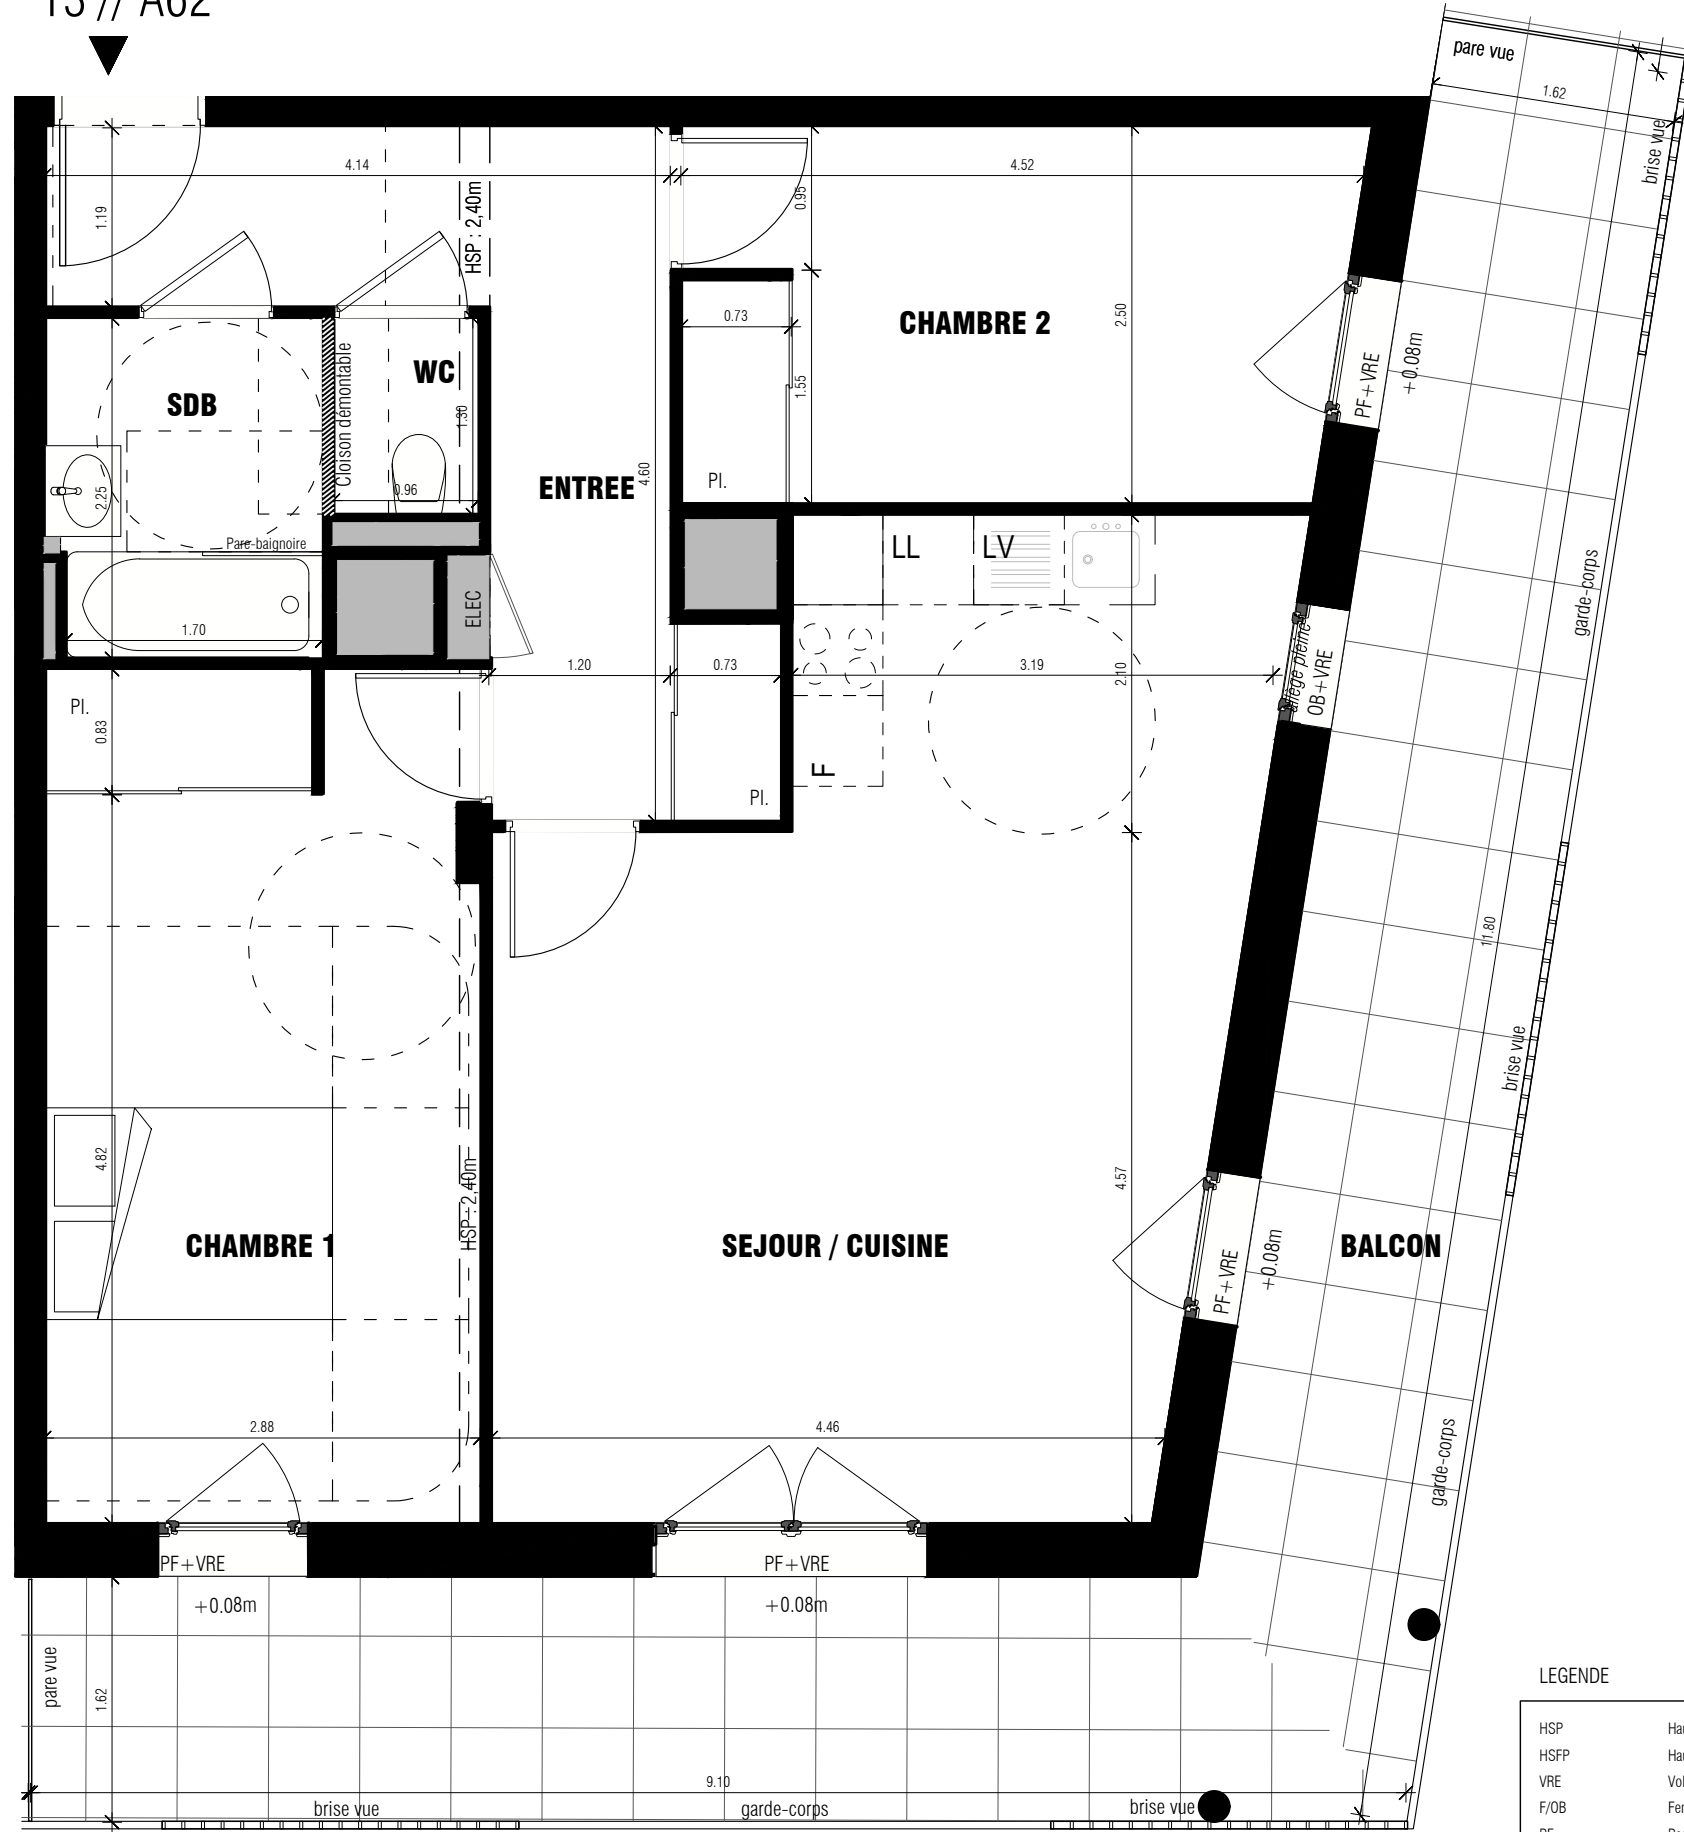 T3 // A62
pare vue
1.62
brise vue
4.14
4.52
0.95
1.19
HSP : 2,40m
CHAMBRE 2
2.50
0.73
1.55
PF+VRE
+0.08m
SDB
WC
Cloison démontable
1.30
0.96
2.25
ENTREE
4.60
Pl.
Pare-baignoire
LL
LV
ELEC
1.70
garde-corps
1.20
0.73
3.19
2.10
allège pleine
OB+VRE
Pl.
0.83
F
Pl.
11.80
brise vue
4.82
HSP : 2,40m
4.57
CHAMBRE 1
SEJOUR / CUISINE
PF+VRE
+0.08m
BALCON
2.88
4.46
garde-corps
PF+VRE
PF+VRE
+0.08m
+0.08m
pare vue
1.62
9.10
brise vue
garde-corps
brise vue
LEGENDE
HSP
HSFP
VRE
F/OB